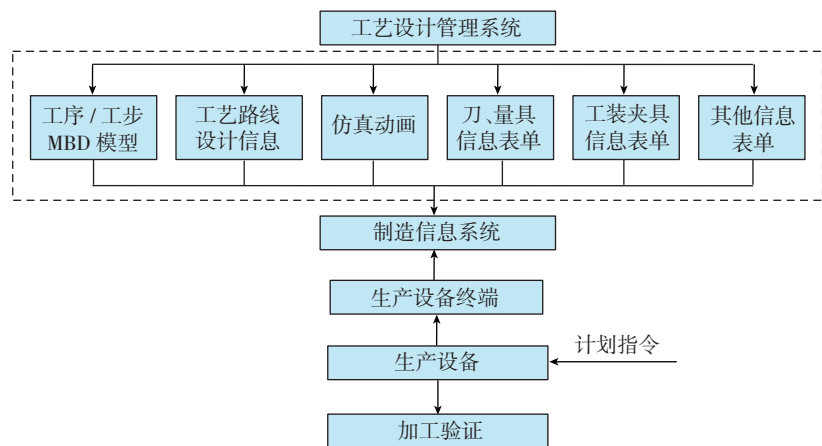 工艺设计管理系统
工序 / 工步
MBD 模型
工艺路线
设计信息
仿真动画
刀、量具
信息表单
工装夹具
信息表单
其他信息
表单
制造信息系统
生产设备终端
生产设备
计划指令
加工验证